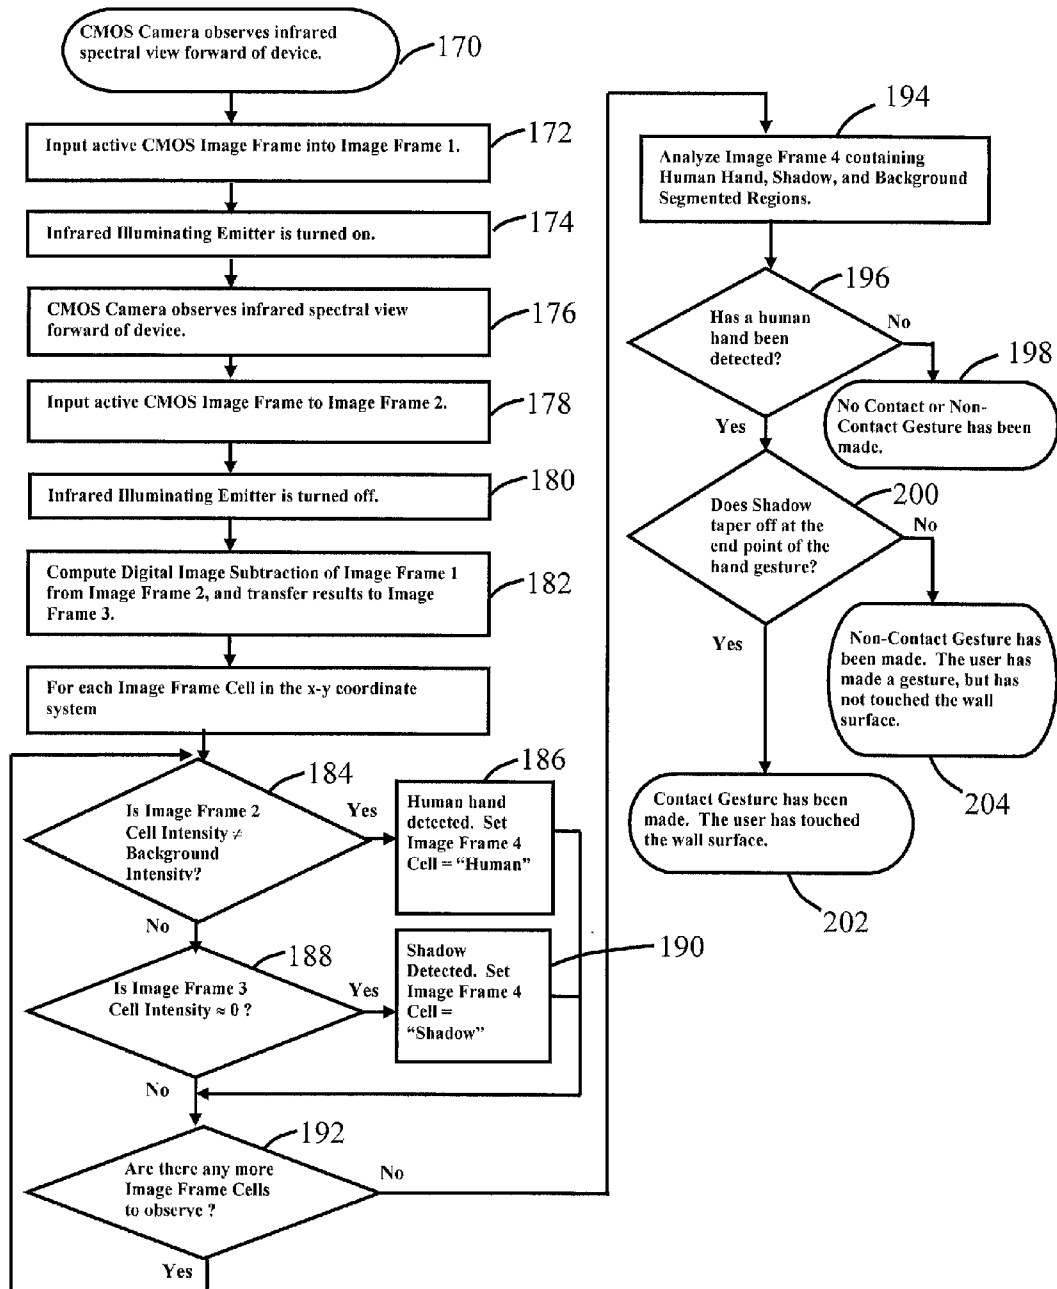 CMOS Camera observes infrared
spectral view forward of device.
170
Input active CMOS Image Frame into Image Frame 1.
172
Infrared Illuminating Emitter is turned on.
174
CMOS Camera observes infrared spectral view
forward of device.
176
Input active CMOS Image Frame to Image Frame 2.
178
Infrared Illuminating Emitter is turned off.
180
Compute Digital Image Subtraction of Image Frame 1
from Image Frame 2, and transfer results to Image
Frame 3.
182
For each Image Frame Cell in the x-y coordinate
system
184
Is Image Frame 2
Cell Intensity ≠
Background
Intensity?
Yes
No
186
Human hand
detected. Set
Image Frame 4
Cell = “Human”
188
Is Image Frame 3
Cell Intensity ≈ 0 ?
Yes
No
190
Shadow
Detected. Set
Image Frame 4
Cell =
“Shadow”
192
Are there any more
Image Frame Cells
to observe ?
No
Yes
194
Analyze Image Frame 4 containing
Human Hand, Shadow, and Background
Segmented Regions.
196
Has a human
hand been
detected?
No
Yes
198
No Contact or Non-
Contact Gesture has been
made.
200
Does Shadow
taper off at the
end point of the
hand gesture?
No
Yes
Non-Contact Gesture has
been made. The user has
made a gesture, but has
not touched the wall
surface.
204
Contact Gesture has been
made. The user has touched
the wall surface.
202